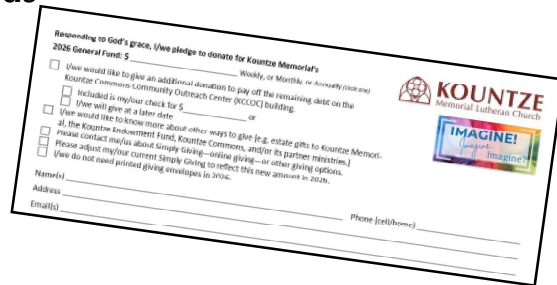 Responding to God's grace, I/we pledge to donate for Kountze Memorial's
2026 General Fund: $ Weekly, or Monthly, or Annually (circle one)
I/we would like to give an additional donation to pay off the remaining debt on the
Kountze Commons Community Outreach Center (KCCOC) building.
Included is my/our check for $ or
I/we will give at a later date
I/we would like to know more about other ways to give [e.g. estate gifts to Kountze Memori-
al, the Kountze Endowment Fund, Kountze Commons, and/or its partner ministries.]
Please contact me/us about Simply Giving—online giving—or other giving options.
Please adjust my/our current Simply Giving to reflect this new amount in 2026.
I/we do not need printed giving envelopes in 2026.
Name(s)
Address Phone (cell/home)
Email(s)
KOUNTZE
Memorial Lutheran Church
IMAGINE!
Imagine
Imagine?